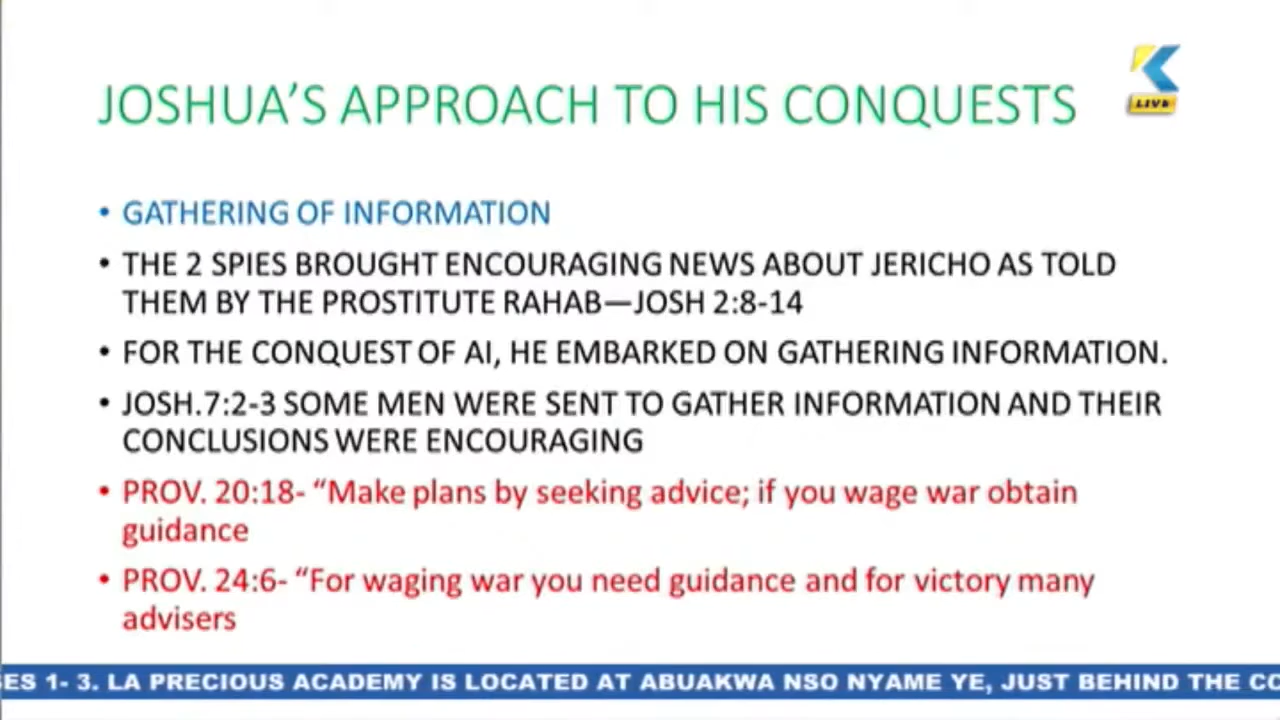 JOSHUA'S APPROACH TO HIS CONQUESTS
LIVE
• GATHERING OF INFORMATION
• THE 2 SPIES BROUGHT ENCOURAGING NEWS ABOUT JERICHO AS TOLD
THEM BY THE PROSTITUTE RAHAB—JOSH 2:8-14
• FOR THE CONQUEST OF AI, HE EMBARKED ON GATHERING INFORMATION.
• JOSH.7:2-3 SOME MEN WERE SENT TO GATHER INFORMATION AND THEIR
CONCLUSIONS WERE ENCOURAGING
• PROV. 20:18- “Make plans by seeking advice; if you wage war obtain
guidance
• PROV. 24:6- “For waging war you need guidance and for victory many
advisers
1- 3. LA PRECIOUS ACADEMY IS LOCATED AT ABUAKWA NSO NYAME YE, JUST BEHIND THE